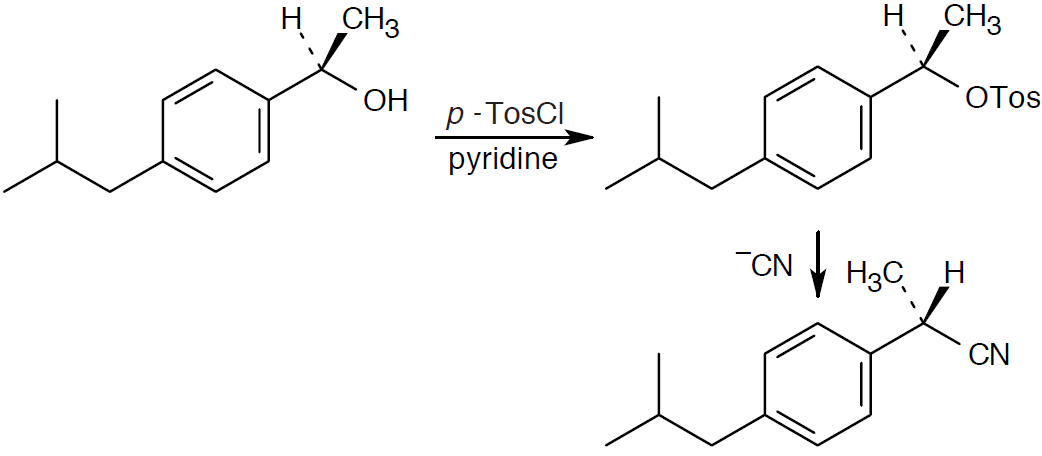 H
CH₃
OH
p - TosCl
pyridine
H
CH₃
OTos
⁻CN
H₃C
H
CN